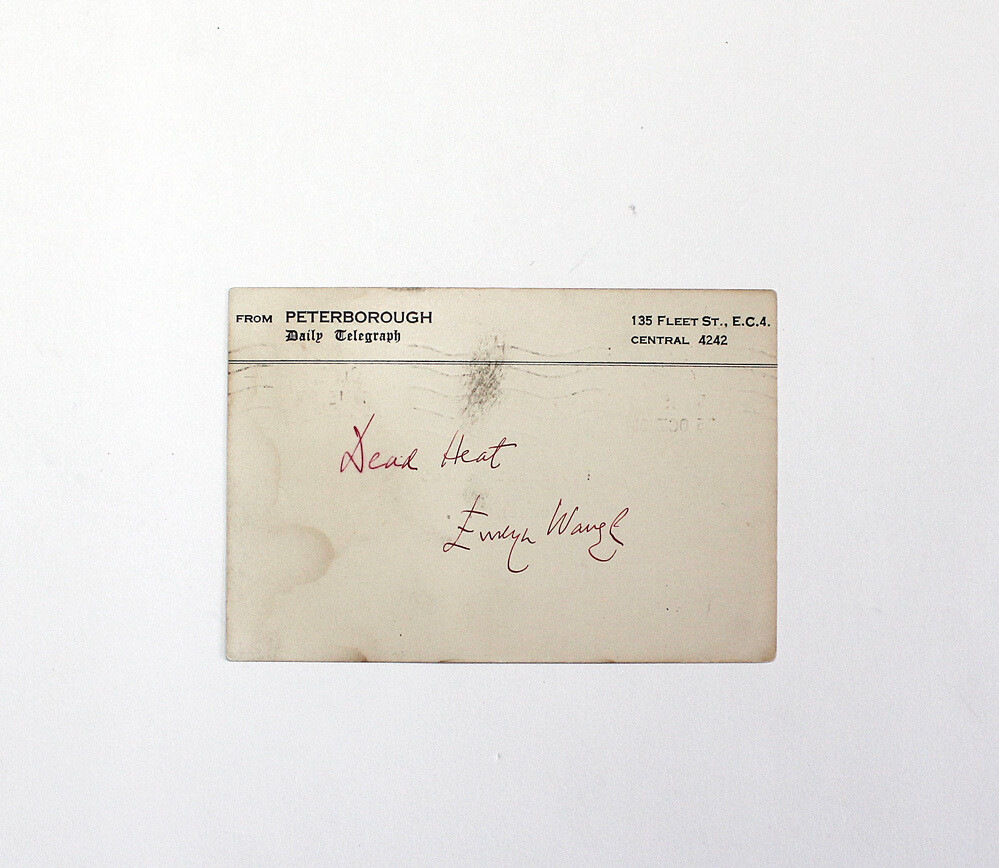 FROM PETERBOROUGH 135 FLEET ST., E.C.4.
Daily Telegraph CENTRAL 4242
Dead Heat
Evelyn Waugh